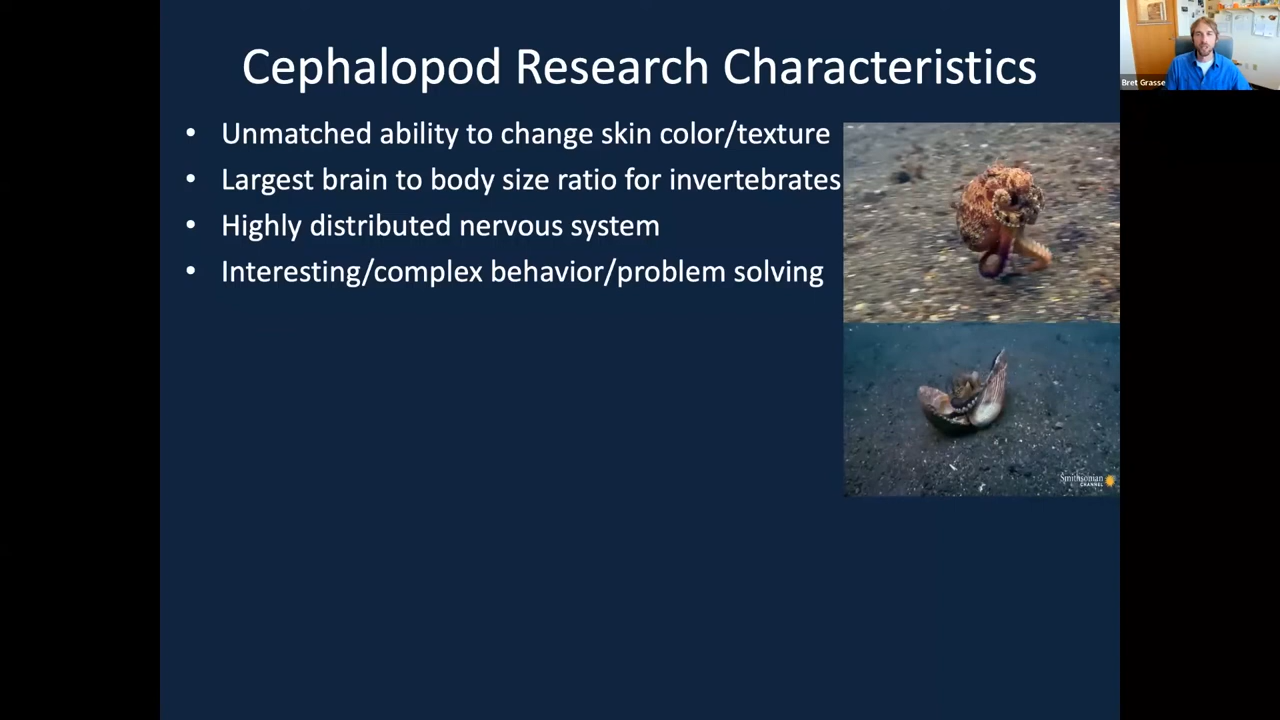 Cephalopod Research Characteristics
• Unmatched ability to change skin color/texture
• Largest brain to body size ratio for invertebrates
• Highly distributed nervous system
• Interesting/complex behavior/problem solving
Bret Grasse
Smithsonian
CHANNEL